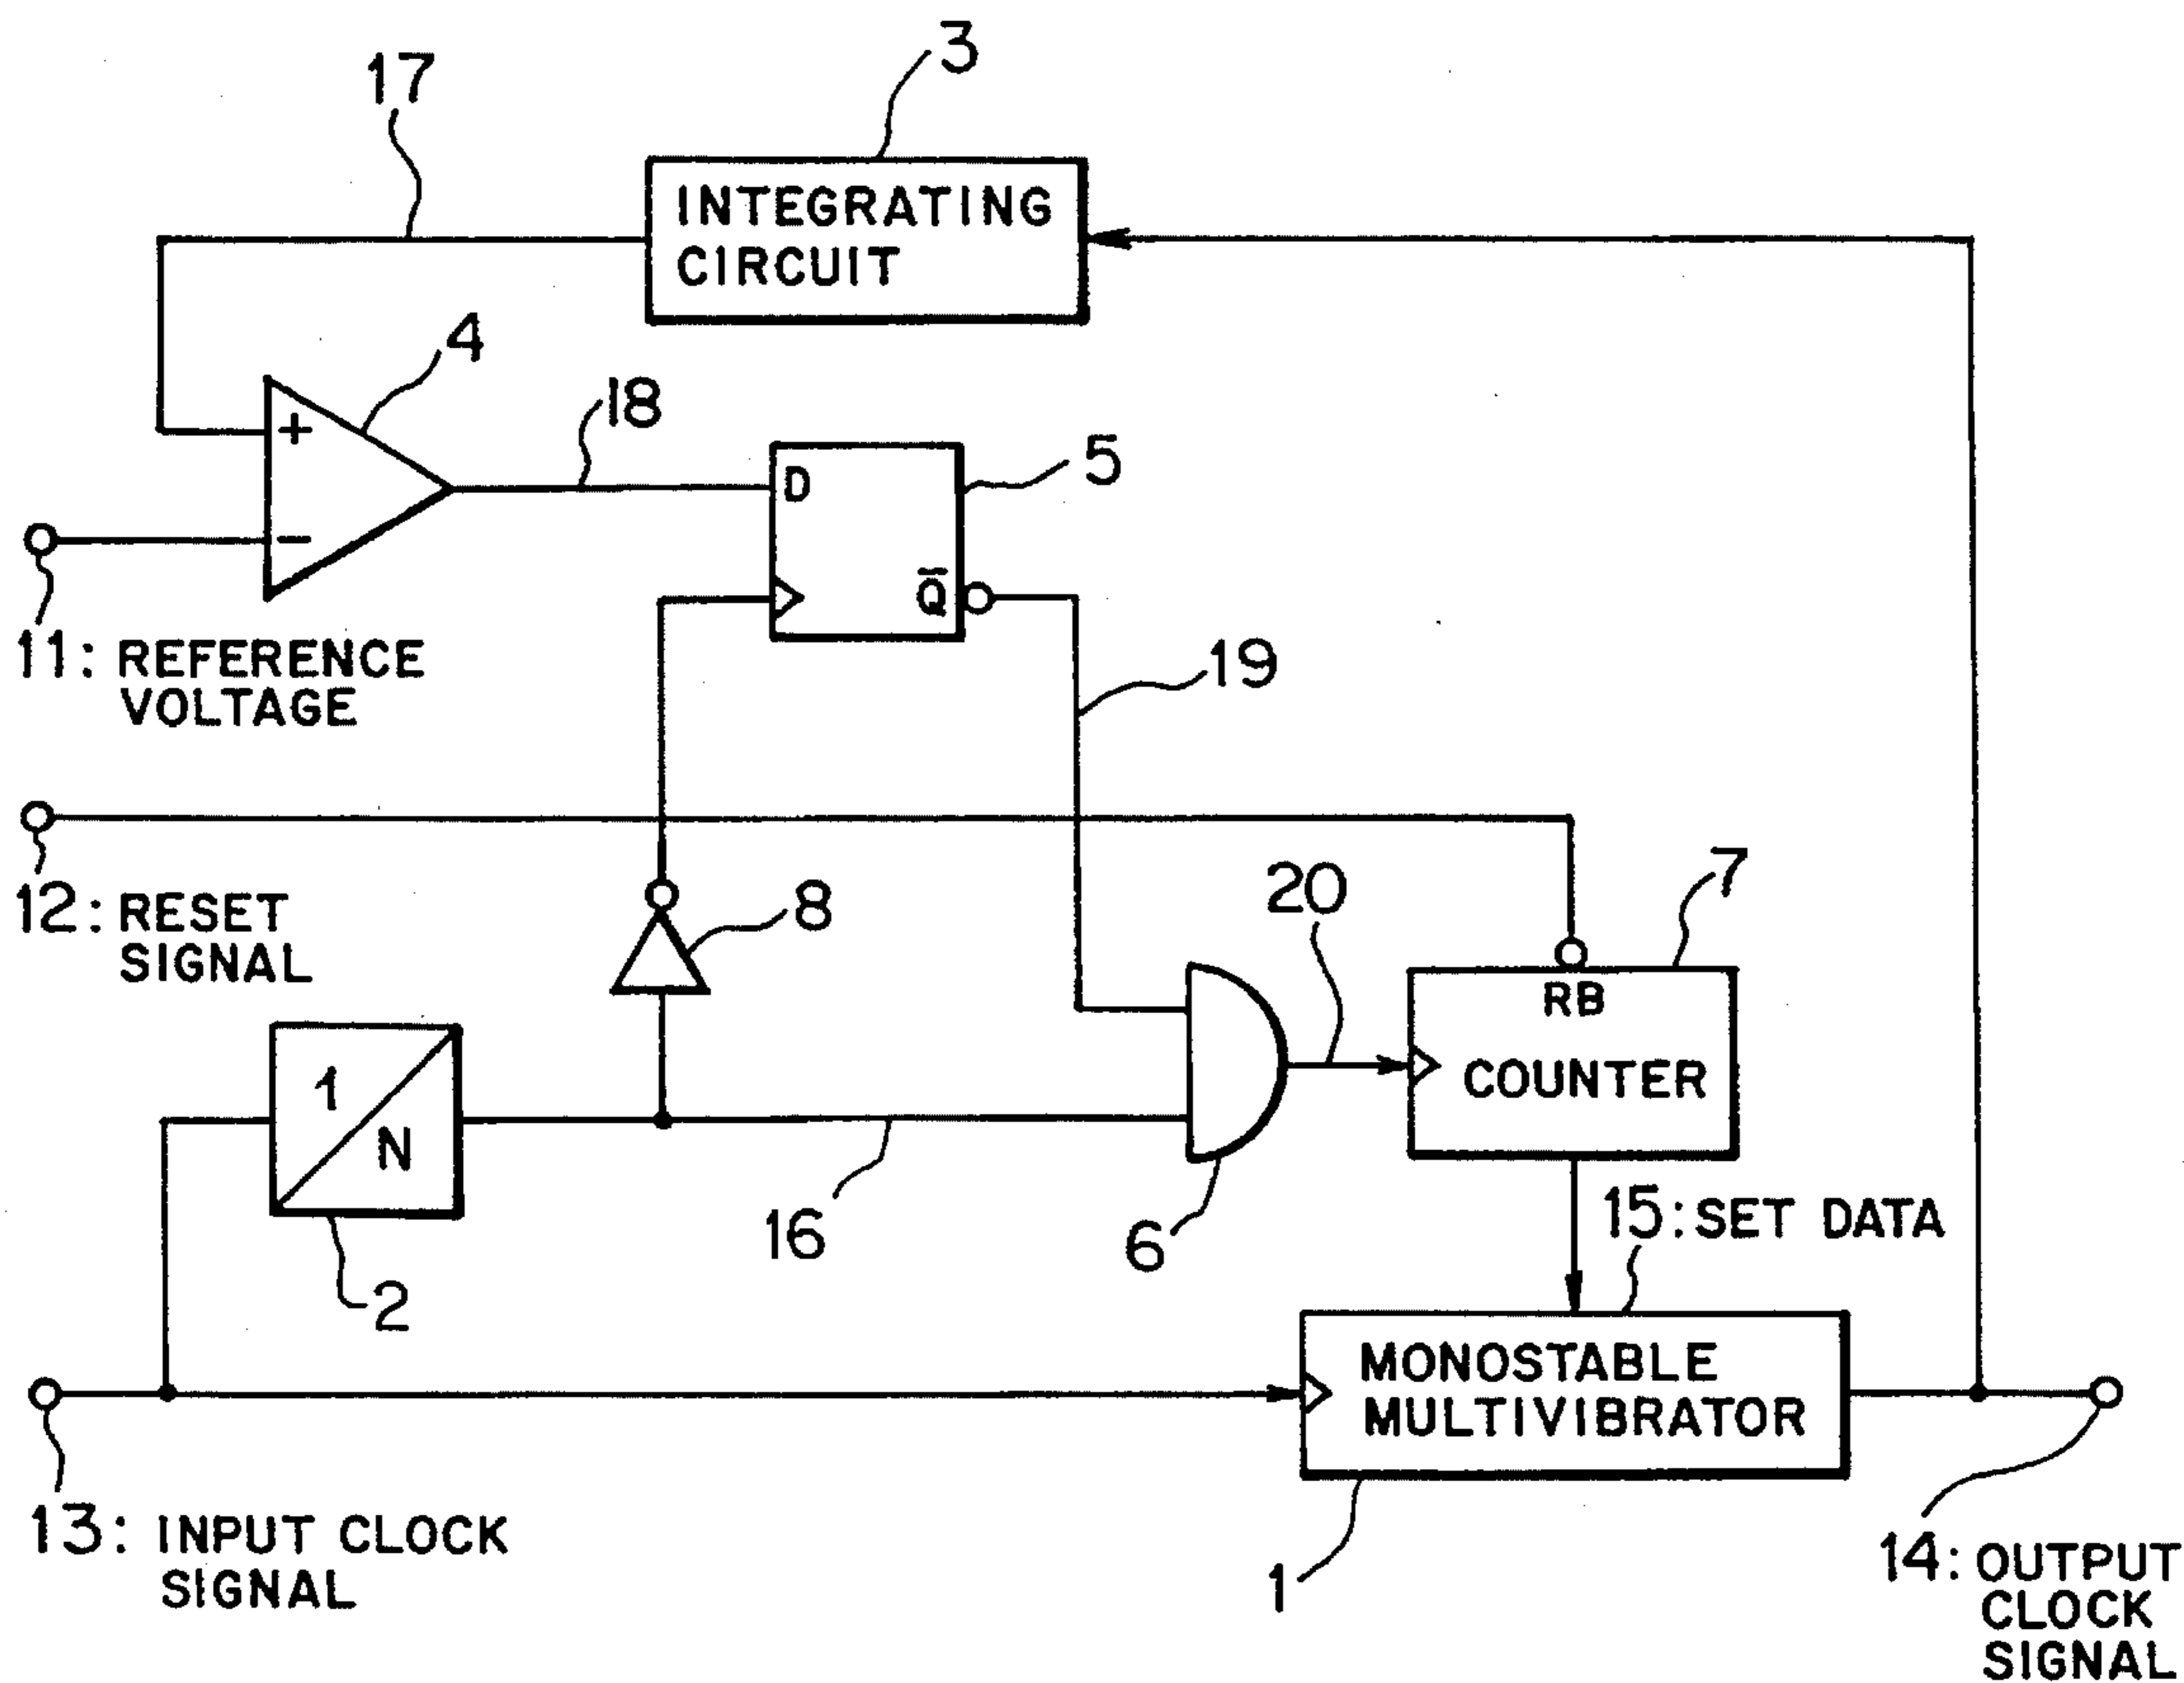 3
17
INTEGRATING
CIRCUIT
4
18
+
D
5
−
Q̅
11: REFERENCE
VOLTAGE
19
12: RESET
SIGNAL
8
20
7
RB
COUNTER
1
N
16
6
15: SET DATA
2
MONOSTABLE
MULTIVIBRATOR
13: INPUT CLOCK
SIGNAL
1
14: OUTPUT
CLOCK
SIGNAL